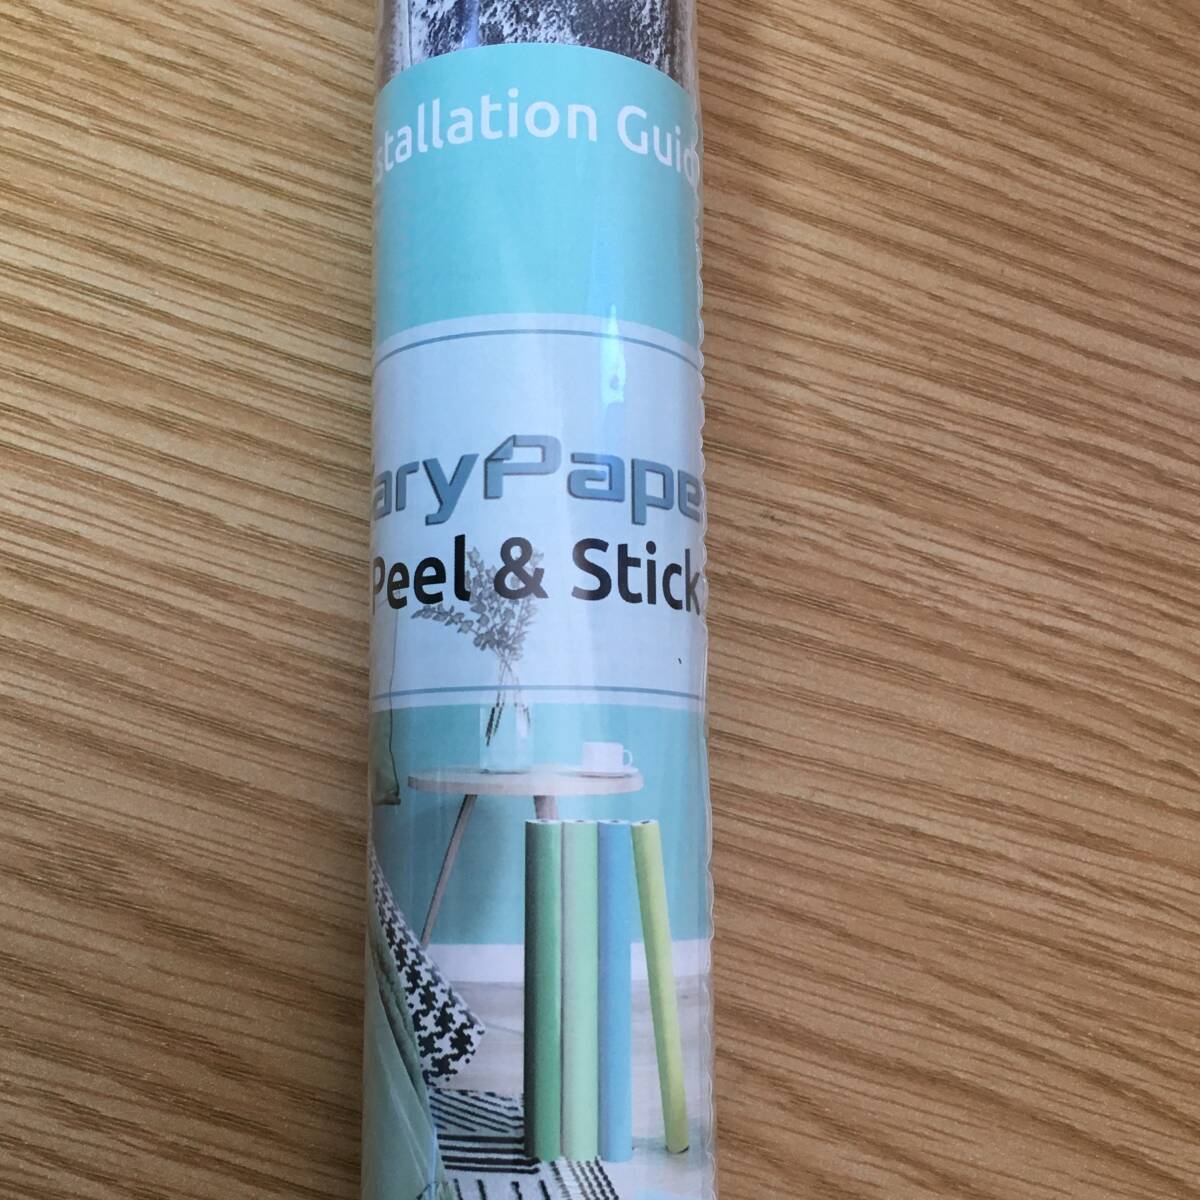 stallation Guid
aryPape
Peel & Stick